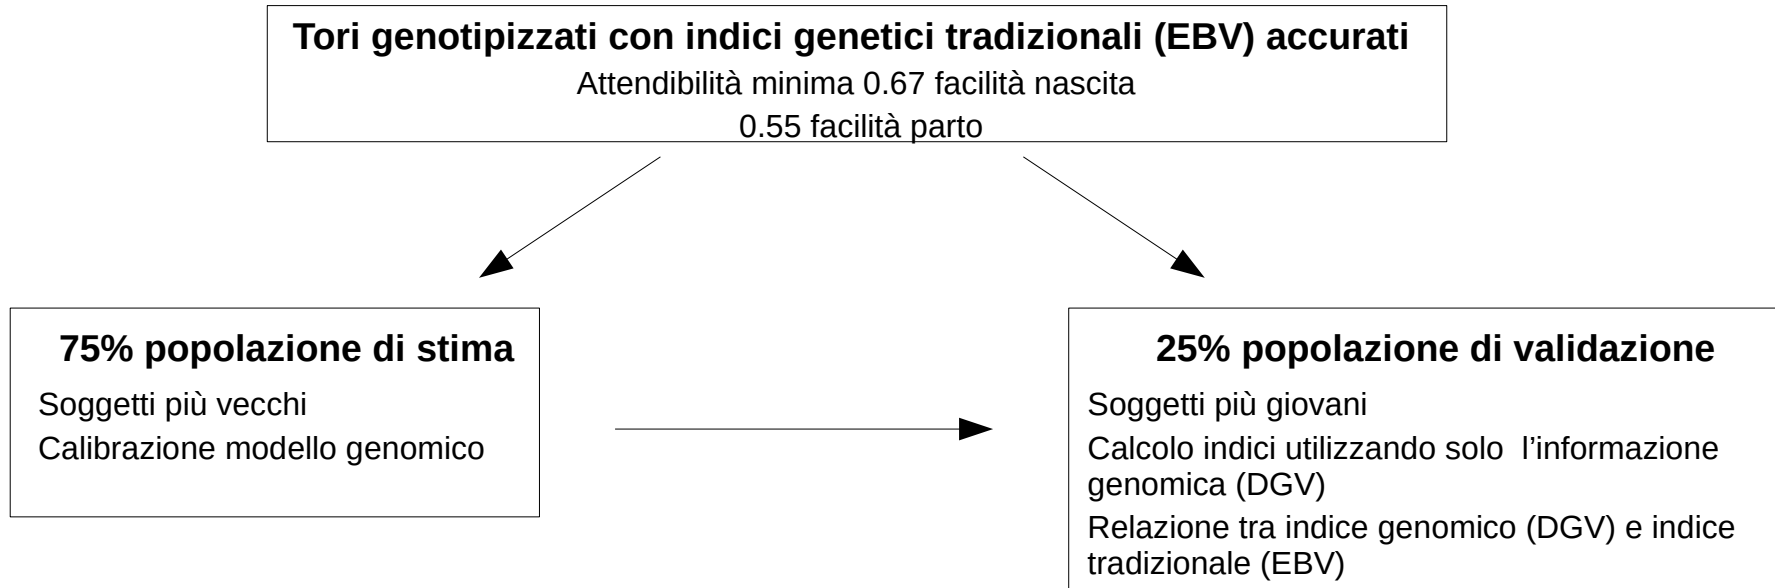 Tori genotipizzati con indici genetici tradizionali (EBV) accurati
Attendibilità minima 0.67 facilità nascita
0.55 facilità parto
75% popolazione di stima
Soggetti più vecchi
Calibrazione modello genomico
25% popolazione di validazione
Soggetti più giovani
Calcolo indici utilizzando solo l’informazione
genomica (DGV)
Relazione tra indice genomico (DGV) e indice
tradizionale (EBV)